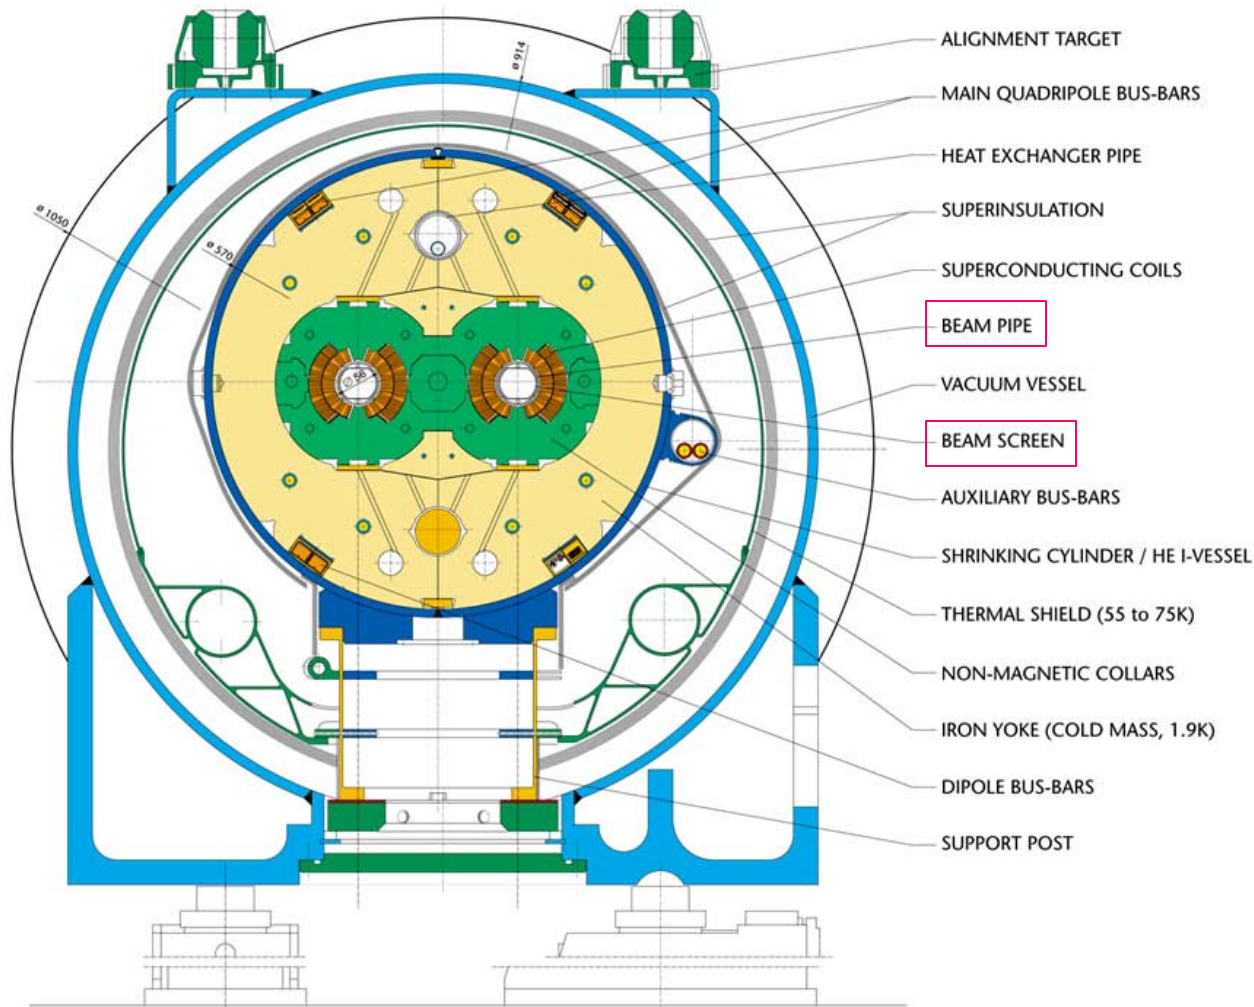 ALIGNMENT TARGET
ø 914
MAIN QUADRIPOLE BUS-BARS
HEAT EXCHANGER PIPE
ø 1050
SUPERINSULATION
ø 570
SUPERCONDUCTING COILS
BEAM PIPE
Ø 56
VACUUM VESSEL
BEAM SCREEN
AUXILIARY BUS-BARS
SHRINKING CYLINDER / HE I-VESSEL
THERMAL SHIELD (55 to 75K)
NON-MAGNETIC COLLARS
IRON YOKE (COLD MASS, 1.9K)
DIPOLE BUS-BARS
SUPPORT POST